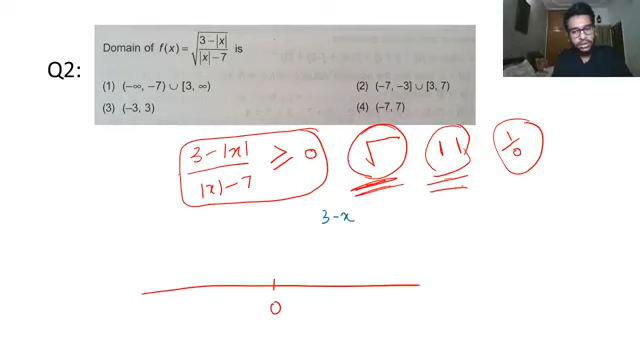 Q2:
Domain of f(x) = √(3−|x| / |x|−7) is
(1) (−∞, −7) ∪ [3, ∞)
(2) (−7, −3] ∪ [3, 7)
(3) (−3, 3)
(4) (−7, 7)
3−|x| / |x|−7 ≥ 0 √ | | 1/0
3−x
0